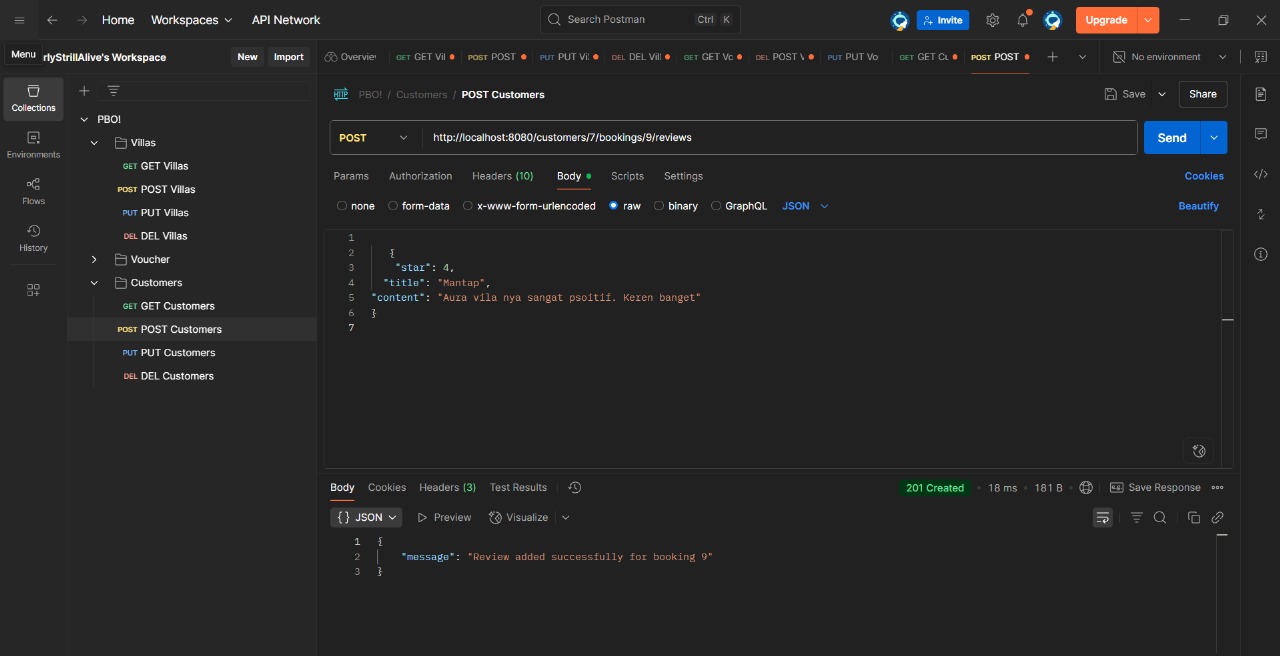 Home Workspaces API Network Search Postman Ctrl K Invite Upgrade
Menu rlyStrillAlive's Workspace New Import
Overvie GET GET Vil POST POST PUT PUT Vi DEL DEL Vill GET GET Vc DEL POST V PUT PUT Vo GET GET Cu POST POST No environment
Collections
Environments
Flows
History
PBO!
Villas
GET GET Villas
POST POST Villas
PUT PUT Villas
DEL DEL Villas
Voucher
Customers
GET GET Customers
POST POST Customers
PUT PUT Customers
DEL DEL Customers
HTTP PBO! / Customers / POST Customers Save Share
POST http://localhost:8080/customers/7/bookings/9/reviews Send
Params Authorization Headers (10) Body Scripts Settings Cookies
none form-data x-www-form-urlencoded raw binary GraphQL JSON Beautify
1
2 {
3 "star": 4,
4 "title": "Mantap",
5 "content": "Aura vila nya sangat psoitif. Keren banget"
6 }
7
Body Cookies Headers (3) Test Results 201 Created 18 ms 181 B Save Response
{} JSON Preview Visualize
1 {
2 "message": "Review added successfully for booking 9"
3 }